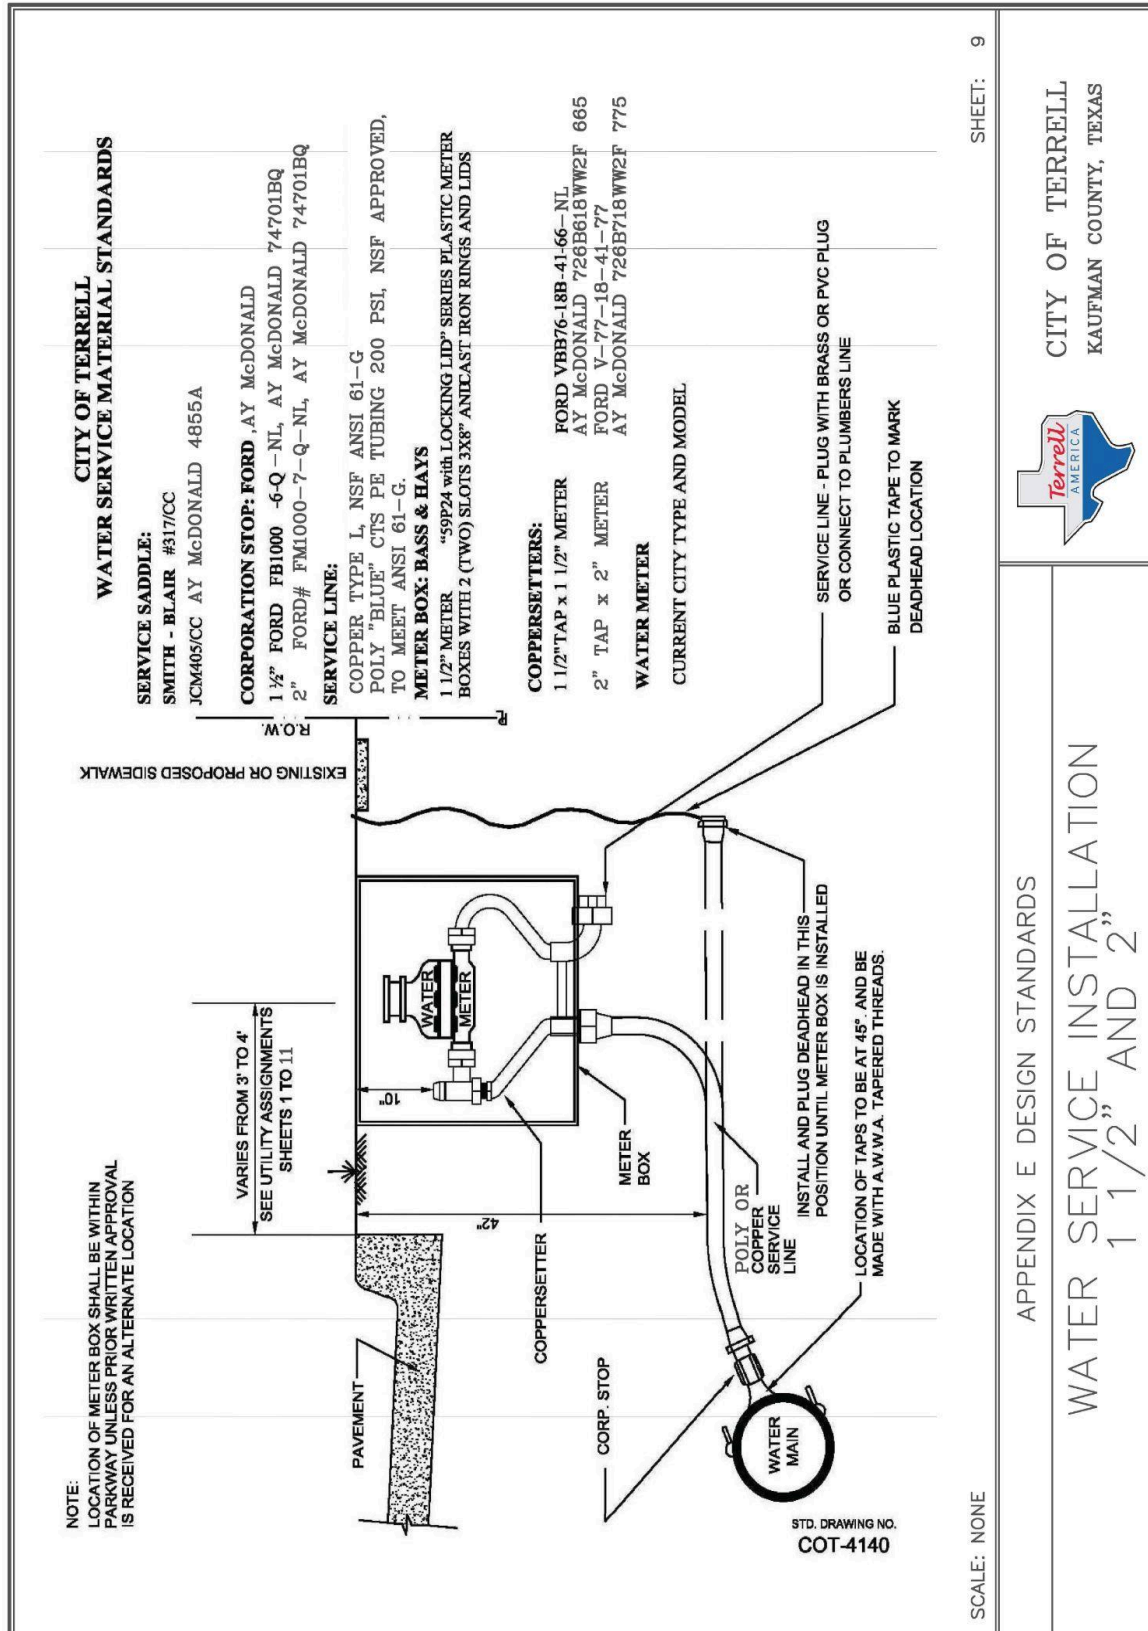 NOTE:
LOCATION OF METER BOX SHALL BE WITHIN
PARKWAY UNLESS PRIOR WRITTEN APPROVAL
IS RECEIVED FOR AN ALTERNATE LOCATION
VARIES FROM 3' TO 4'
SEE UTILITY ASSIGNMENTS
SHEETS 1 TO 11
PAVEMENT
EXISTING OR PROPOSED SIDEWALK
R.O.W.
PL
10"
42"
WATER
METER
COPPERSETTER
METER
BOX
CORP. STOP
POLY OR
COPPER
SERVICE
LINE
WATER
MAIN
INSTALL AND PLUG DEADHEAD IN THIS
POSITION UNTIL METER BOX IS INSTALLED
LOCATION OF TAPS TO BE AT 45°. AND BE
MADE WITH A.W.W.A. TAPERED THREADS.
SERVICE LINE - PLUG WITH BRASS OR PVC PLUG
OR CONNECT TO PLUMBERS LINE
BLUE PLASTIC TAPE TO MARK
DEADHEAD LOCATION
STD. DRAWING NO.
COT-4140
CITY OF TERRELL
WATER SERVICE MATERIAL STANDARDS
SERVICE SADDLE:
SMITH - BLAIR #317/CC
JCM405/CC AY McDONALD 4855A
CORPORATION STOP: FORD, AY McDONALD
1 ½" FORD FB1000 -6-Q-NL, AY McDONALD 74701BQ
2" FORD# FM1000-7-Q-NL, AY McDONALD 74701BQ
SERVICE LINE:
COPPER TYPE L, NSF ANSI 61-G
POLY "BLUE" CTS PE TUBING 200 PSI, NSF APPROVED,
TO MEET ANSI 61-G.
METER BOX: BASS & HAYS
1 1/2" METER "59P24 with LOCKING LID" SERIES PLASTIC METER
BOXES WITH 2 (TWO) SLOTS 3X8" AND CAST IRON RINGS AND LIDS
COPPERSETTERS:
1 1/2"TAP x 1 1/2" METER FORD VBB76-18B-41-66-NL
AY McDONALD 726B618WW2F 665
2" TAP x 2" METER FORD V-77-18-41-77
AY McDONALD 726B718WW2F 775
WATER METER
CURRENT CITY TYPE AND MODEL
SCALE: NONE
SHEET: 9
APPENDIX E DESIGN STANDARDS
WATER SERVICE INSTALLATION
1 1/2" AND 2"
Terrell
AMERICA
CITY OF TERRELL
KAUFMAN COUNTY, TEXAS